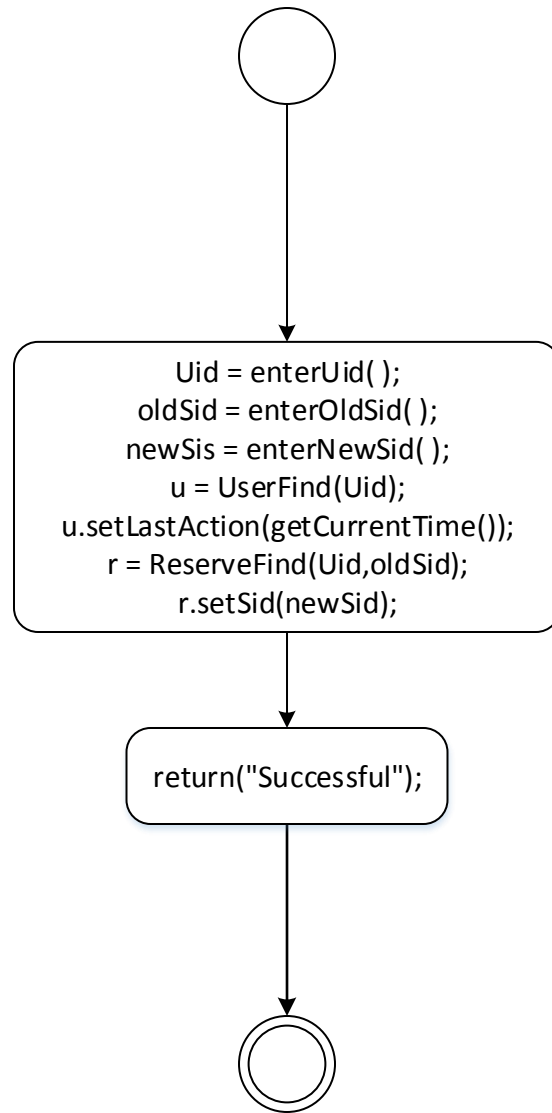 Uid = enterUid( );
oldSid = enterOldSid( );
newSis = enterNewSid( );
u = UserFind(Uid);
u.setLastAction(getCurrentTime());
r = ReserveFind(Uid,oldSid);
r.setSid(newSid);
return("Successful");